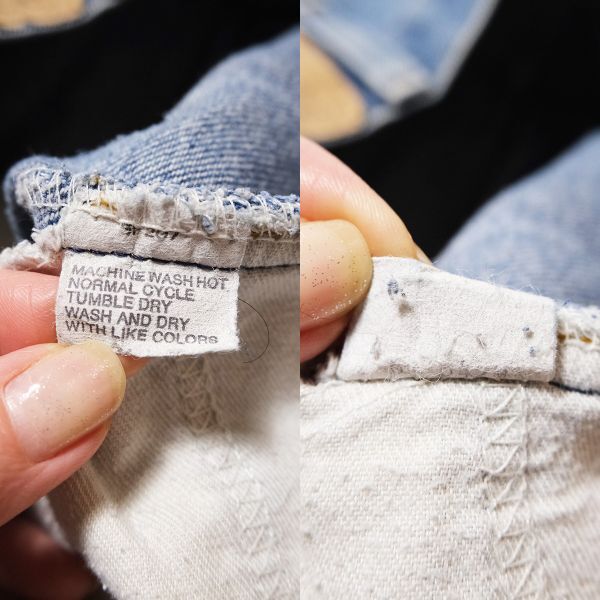 MACHINE WASH HOT
NORMAL CYCLE
TUMBLE DRY
WASH AND DRY
WITH LIKE COLORS